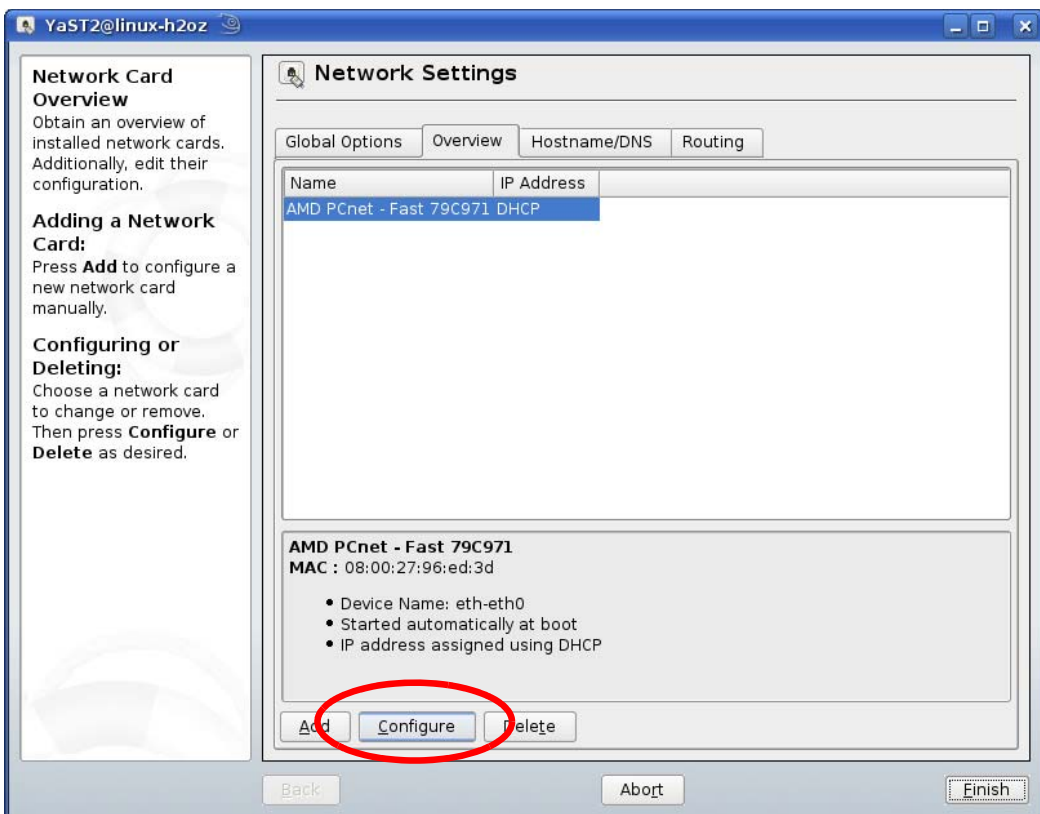 YaST2@linux-h2oz
Network Card
Overview
Obtain an overview of
installed network cards.
Additionally, edit their
configuration.
Adding a Network
Card:
Press Add to configure a
new network card
manually.
Configuring or
Deleting:
Choose a network card
to change or remove.
Then press Configure or
Delete as desired.
Network Settings
Global Options Overview Hostname/DNS Routing
Name IP Address
AMD PCnet - Fast 79C971 DHCP
AMD PCnet - Fast 79C971
MAC : 08:00:27:96:ed:3d
• Device Name: eth-eth0
• Started automatically at boot
• IP address assigned using DHCP
Add Configure Delete
Back Abort Finish